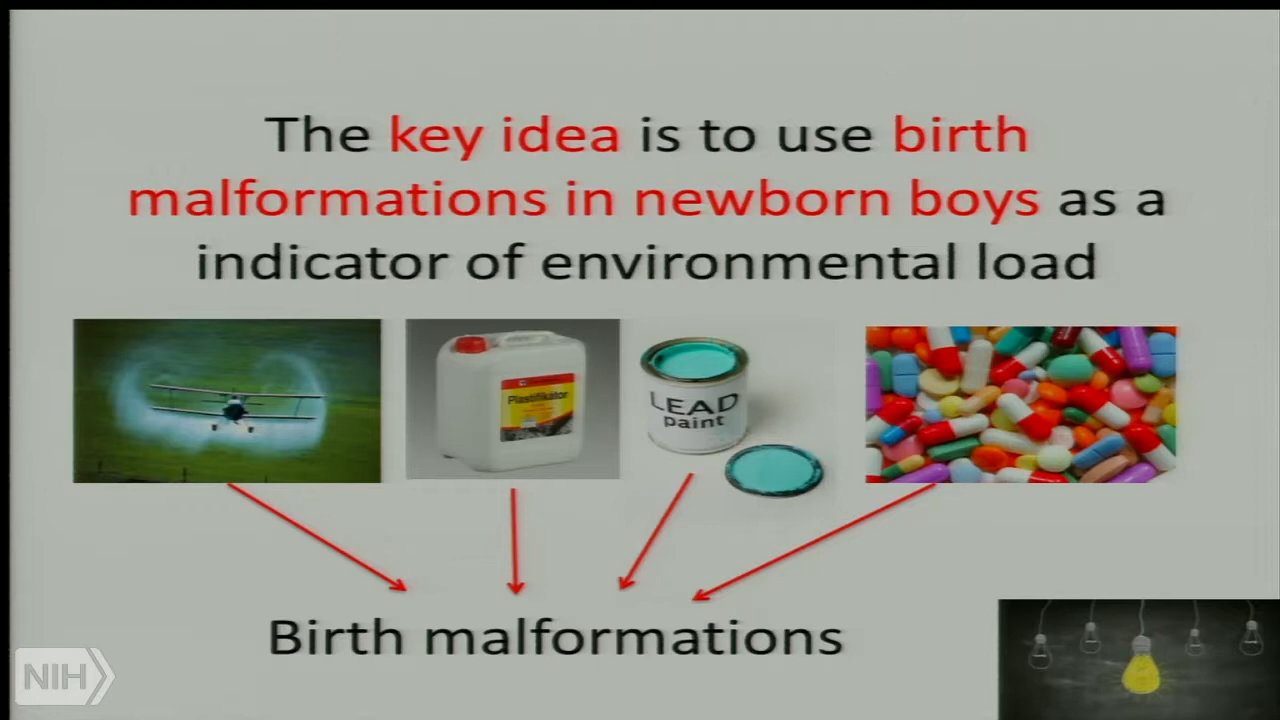 The key idea is to use birth
malformations in newborn boys as a
indicator of environmental load
Plastifikátor
LEAD
paint
Birth malformations
NIH